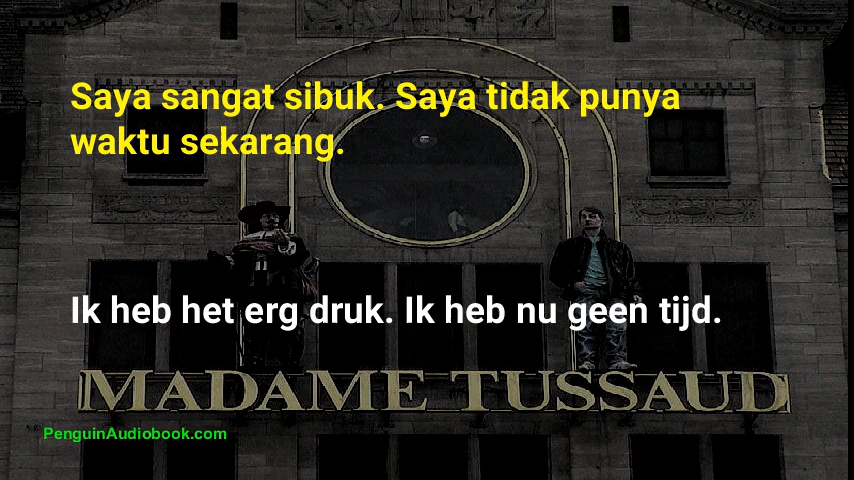 Saya sangat sibuk. Saya tidak punya
waktu sekarang.
Ik heb het erg druk. Ik heb nu geen tijd.
MADAME TUSSAUD
PenguinAudiobook.com